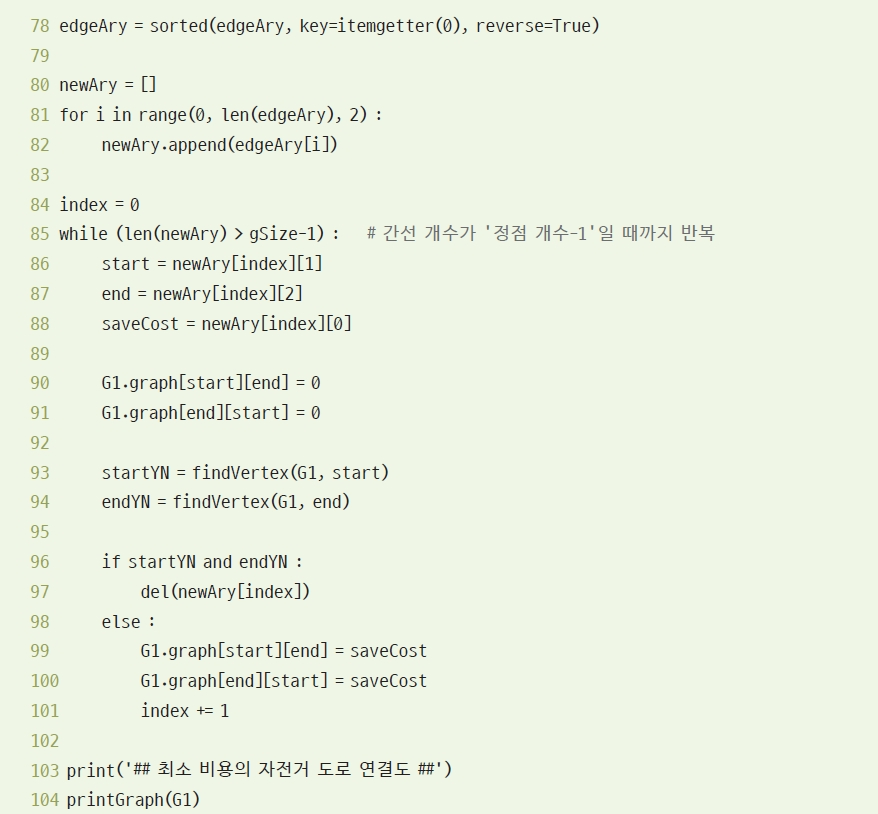 78 edgeAry = sorted(edgeAry, key=itemgetter(0), reverse=True)
79
80 newAry = []
81 for i in range(0, len(edgeAry), 2) :
82     newAry.append(edgeAry[i])
83
84 index = 0
85 while (len(newAry) > gSize-1) :   # 간선 개수가 '정점 개수-1'일 때까지 반복
86     start = newAry[index][1]
87     end = newAry[index][2]
88     saveCost = newAry[index][0]
89
90     G1.graph[start][end] = 0
91     G1.graph[end][start] = 0
92
93     startYN = findVertex(G1, start)
94     endYN = findVertex(G1, end)
95
96     if startYN and endYN :
97         del(newAry[index])
98     else :
99         G1.graph[start][end] = saveCost
100         G1.graph[end][start] = saveCost
101         index += 1
102
103 print('## 최소 비용의 자전거 도로 연결도 ##')
104 printGraph(G1)